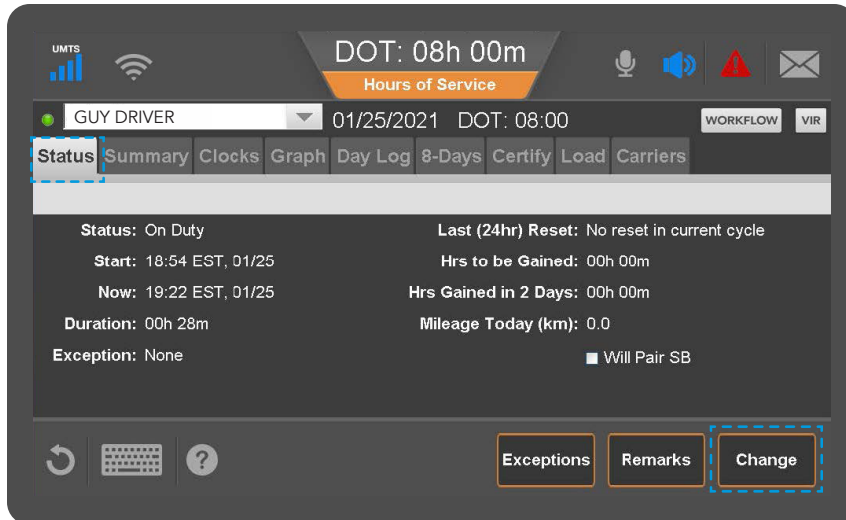 UMTS
DOT: 08h 00m
Hours of Service
GUY DRIVER
01/25/2021 DOT: 08:00
WORKFLOW
VIR
Status Summary Clocks Graph Day Log 8-Days Certify Load Carriers
Status: On Duty
Start: 18:54 EST, 01/25
Now: 19:22 EST, 01/25
Duration: 00h 28m
Exception: None
Last (24hr) Reset: No reset in current cycle
Hrs to be Gained: 00h 00m
Hrs Gained in 2 Days: 00h 00m
Mileage Today (km): 0.0
Will Pair SB
?
Exceptions
Remarks
Change